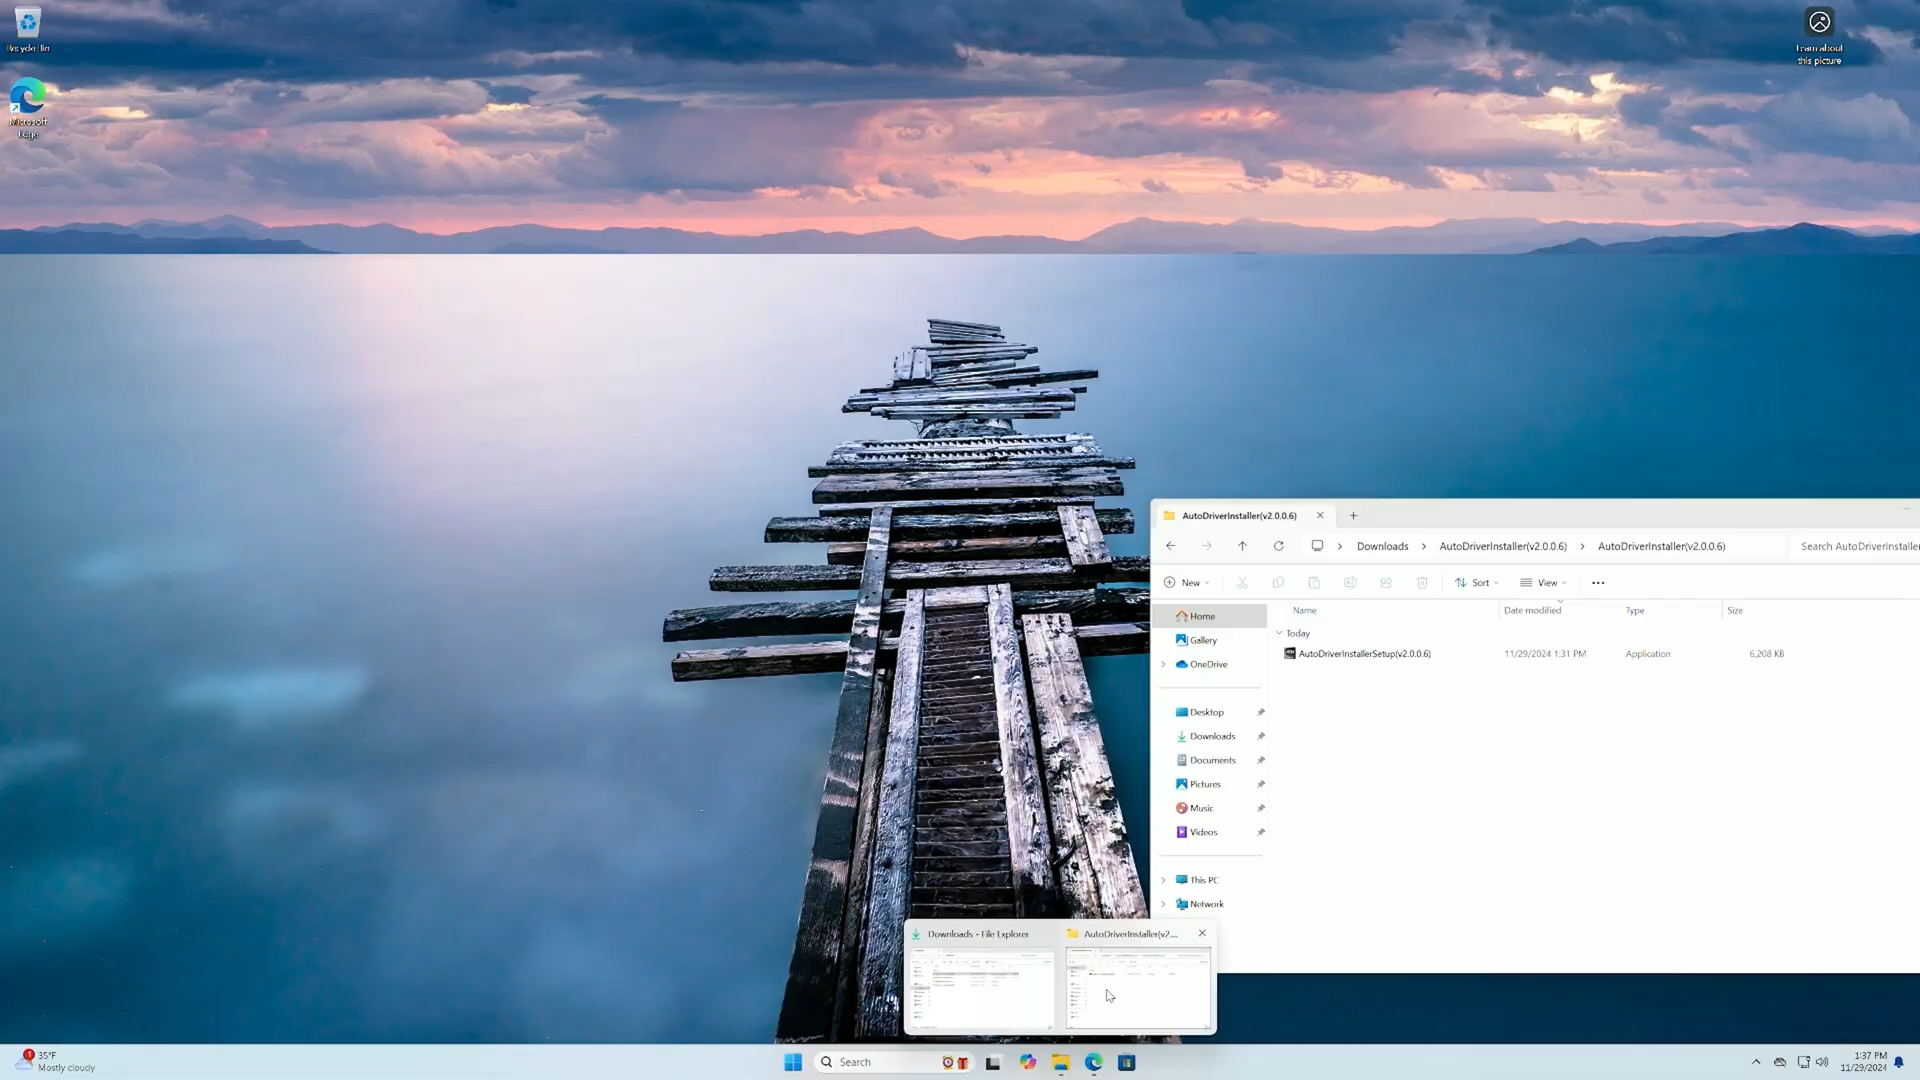 Recycle Bin
Microsoft
Edge
Learn about
this picture
AutoDriverInstaller(v2.0.0.6)
Downloads
AutoDriverInstaller(v2.0.0.6)
AutoDriverInstaller(v2.0.0.6)
Search AutoDriverInstaller
New
Sort
View
Name
Date modified
Type
Size
Home
Today
Gallery
AutoDriverInstallerSetup(v2.0.0.6)
11/29/2024 1:31 PM
Application
6,208 KB
OneDrive
Desktop
Downloads
Documents
Pictures
Music
Videos
This PC
Network
Downloads - File Explorer
AutoDriverInstaller(v2....
1
35°F
Mostly cloudy
Search
1:37 PM
11/29/2024